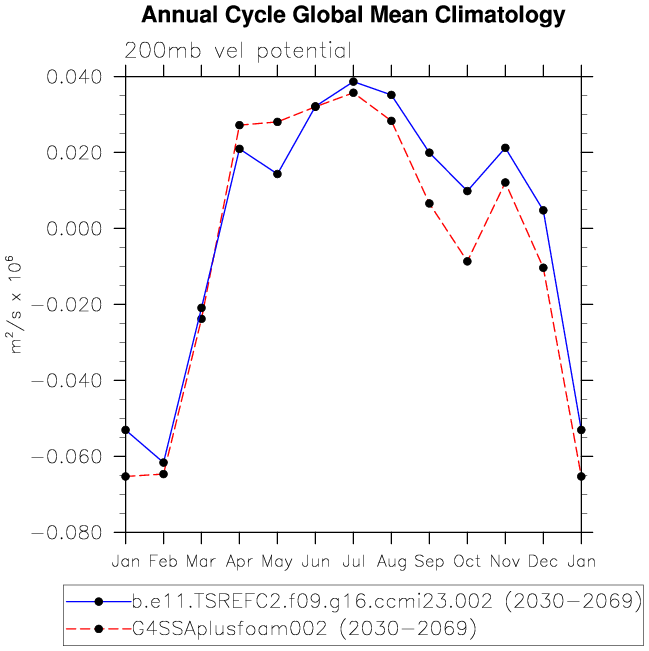 Annual Cycle Global Mean Climatology
200mb vel potential
0.040
0.020
0.000
−0.020
−0.040
−0.060
−0.080
m²/s x 10⁶
Jan Feb Mar Apr May Jun Jul Aug Sep Oct Nov Dec Jan
b.e11.TSREFC2.f09.g16.ccmi23.002 (2030−2069)
G4SSAplusfoam002 (2030−2069)